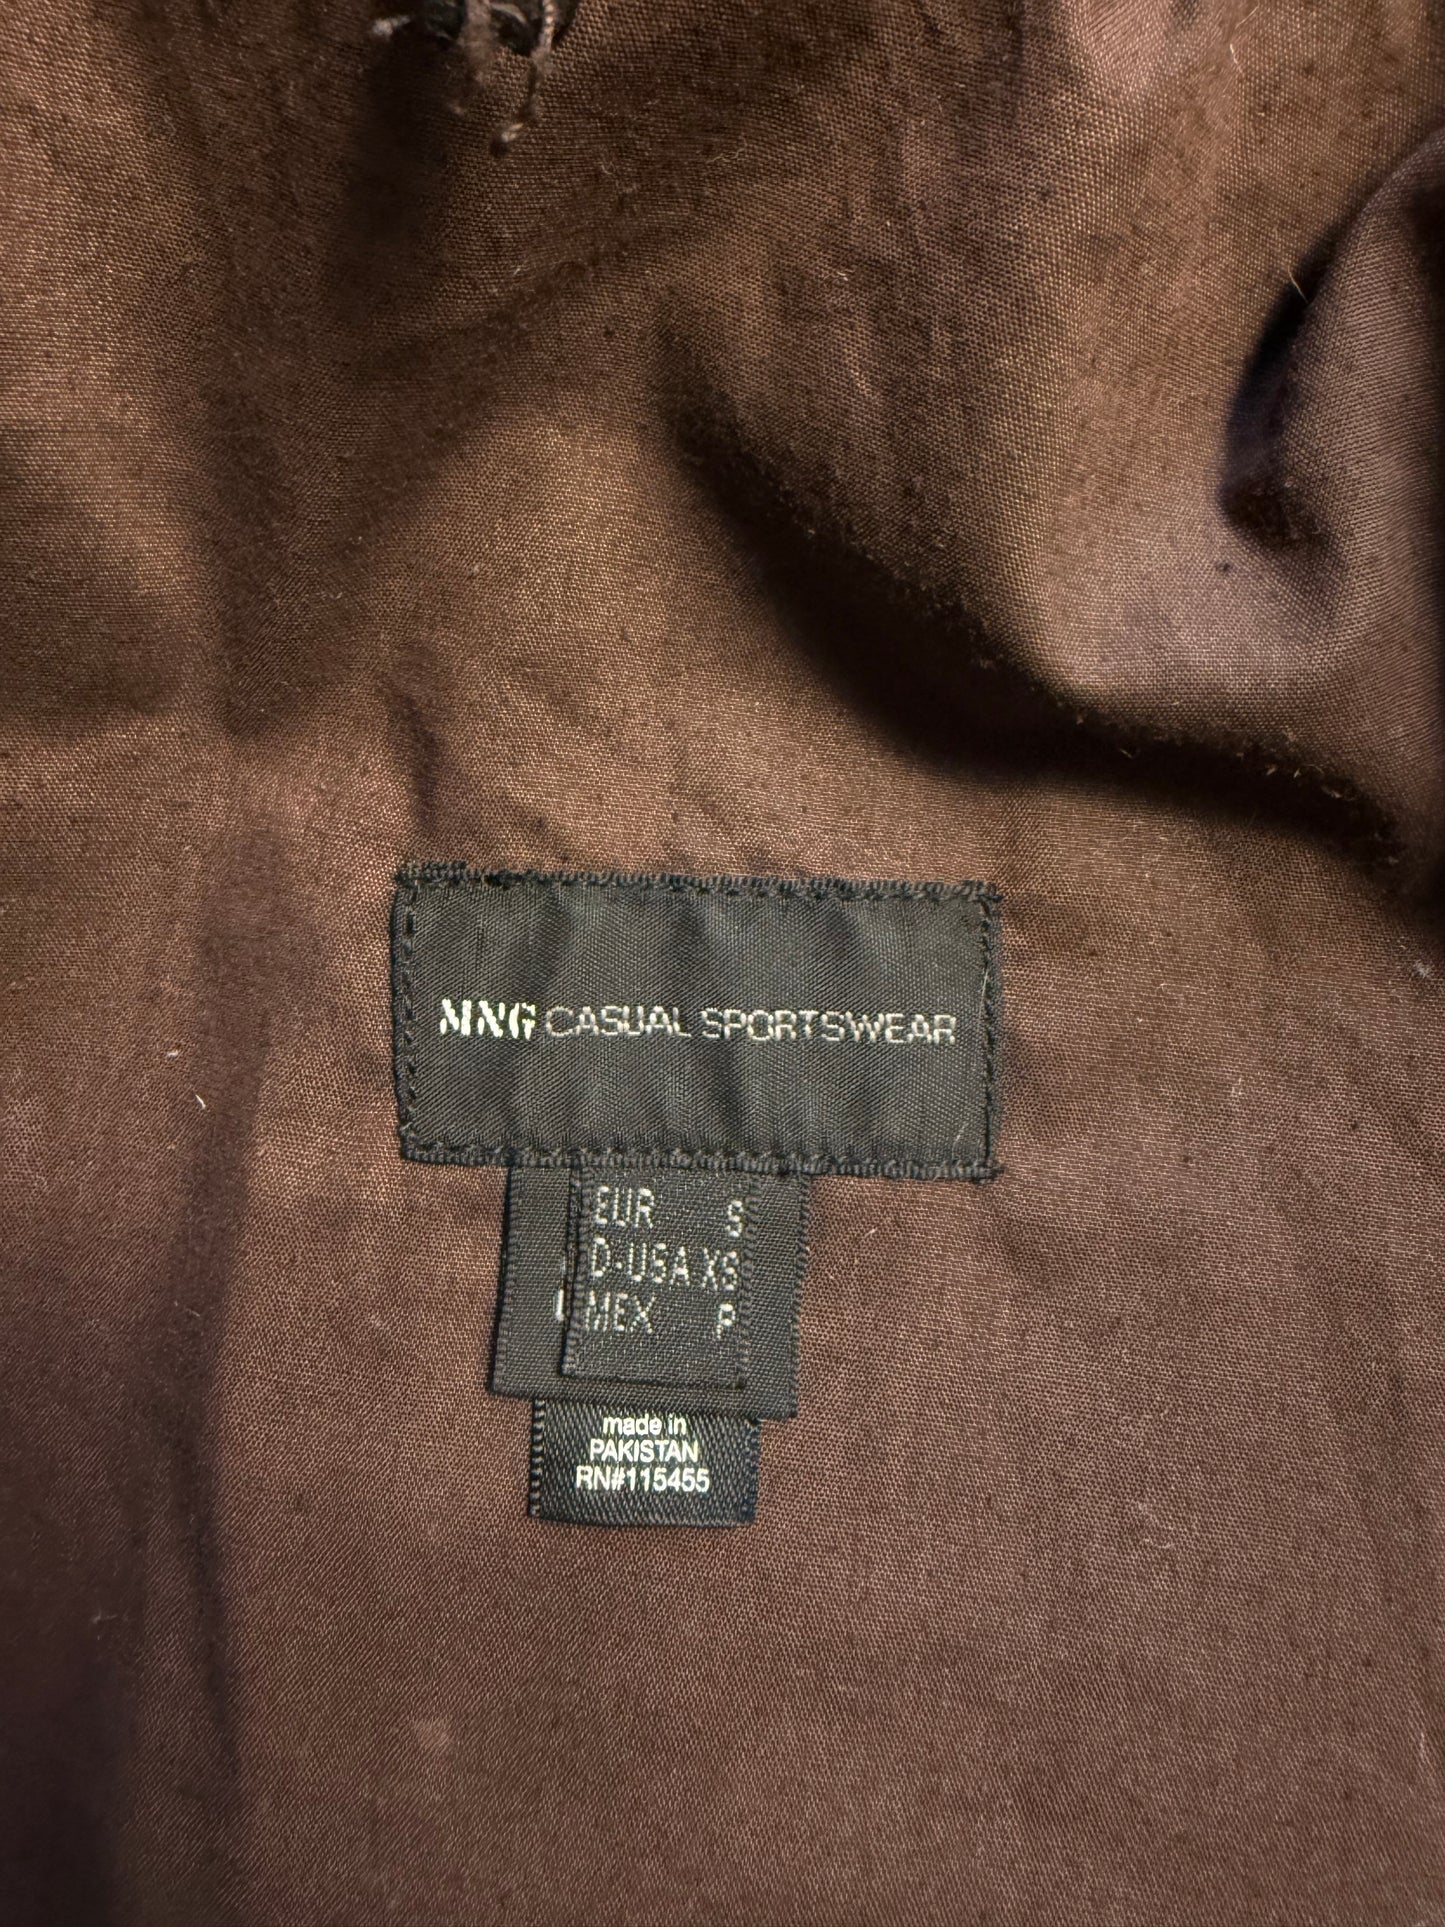 MNG CASUAL SPORTSWEAR
EUR S
D-USA XS
MEX P
made in
PAKISTAN
RN#115455